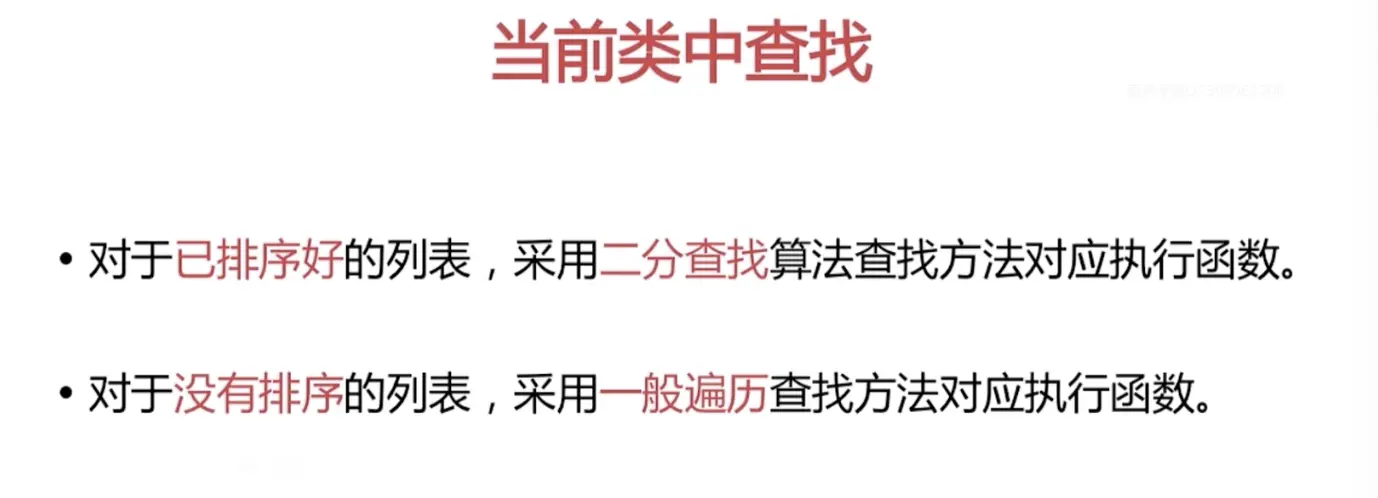 当前类中查找
• 对于已排序好的列表，采用二分查找算法查找方法对应执行函数。
• 对于没有排序的列表，采用一般遍历查找方法对应执行函数。